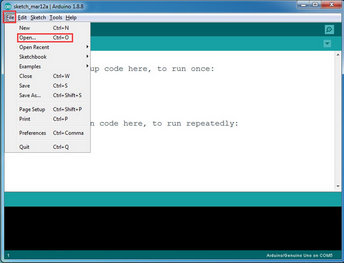 sketch_mar12a | Arduino 1.8.8
File Edit Sketch Tools Help
New Ctrl+N
Open... Ctrl+O
Open Recent
Sketchbook
Examples
Close Ctrl+W
Save Ctrl+S
Save As... Ctrl+Shift+S
Page Setup Ctrl+Shift+P
Print Ctrl+P
Preferences Ctrl+Comma
Quit Ctrl+Q
up code here, to run once:
n code here, to run repeatedly:
1 Arduino/Genuino Uno on COM5